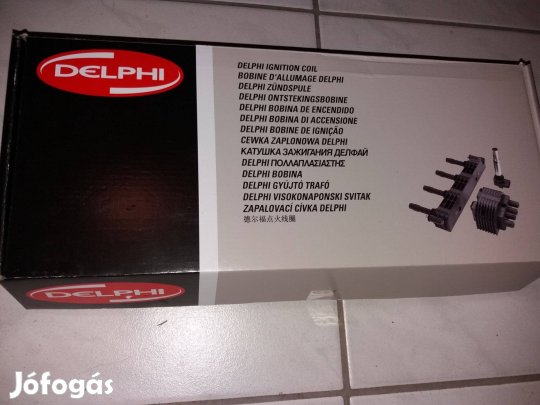 DELPHI
DELPHI IGNITION COIL
BOBINE D'ALLUMAGE DELPHI
DELPHI ZÜNDSPULE
DELPHI ONTSTEKINGSBOBINE
DELPHI BOBINA DE ENCENDIDO
DELPHI BOBINA DI ACCENSIONE
DELPHI BOBINE DE IGNIÇÃO
CEWKA ZAPŁONOWA DELPHI
КАТУШКА ЗАЖИГАНИЯ ДЕЛФАЙ
DELPHI ΠΟΛΛΑΠΛΑΣΙΑΣΤΗΣ
DELPHI BOBINA
DELPHI GYÚJTÓ TRAFÓ
DELPHI VISOKONAPONSKI SVITAK
ZAPALOVACÍ CÍVKA DELPHI
德尔福点火线圈
DELPHI
Jófogás